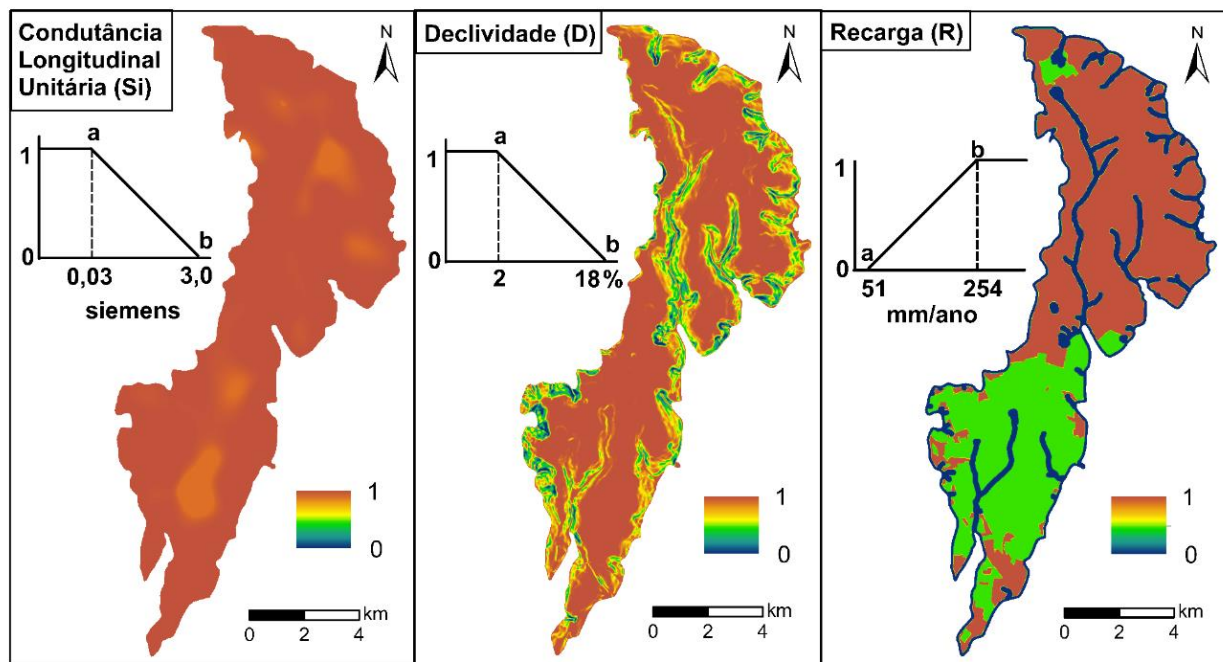 Condutância
Longitudinal
Unitária (Si)
N
a
1
0
b
0,03
3,0
siemens
1
0
km
0 2 4
Declividade (D)
N
a
1
0
b
2
18%
1
0
km
0 2 4
Recarga (R)
N
b
1
a
0
51
254
mm/ano
1
0
km
0 2 4